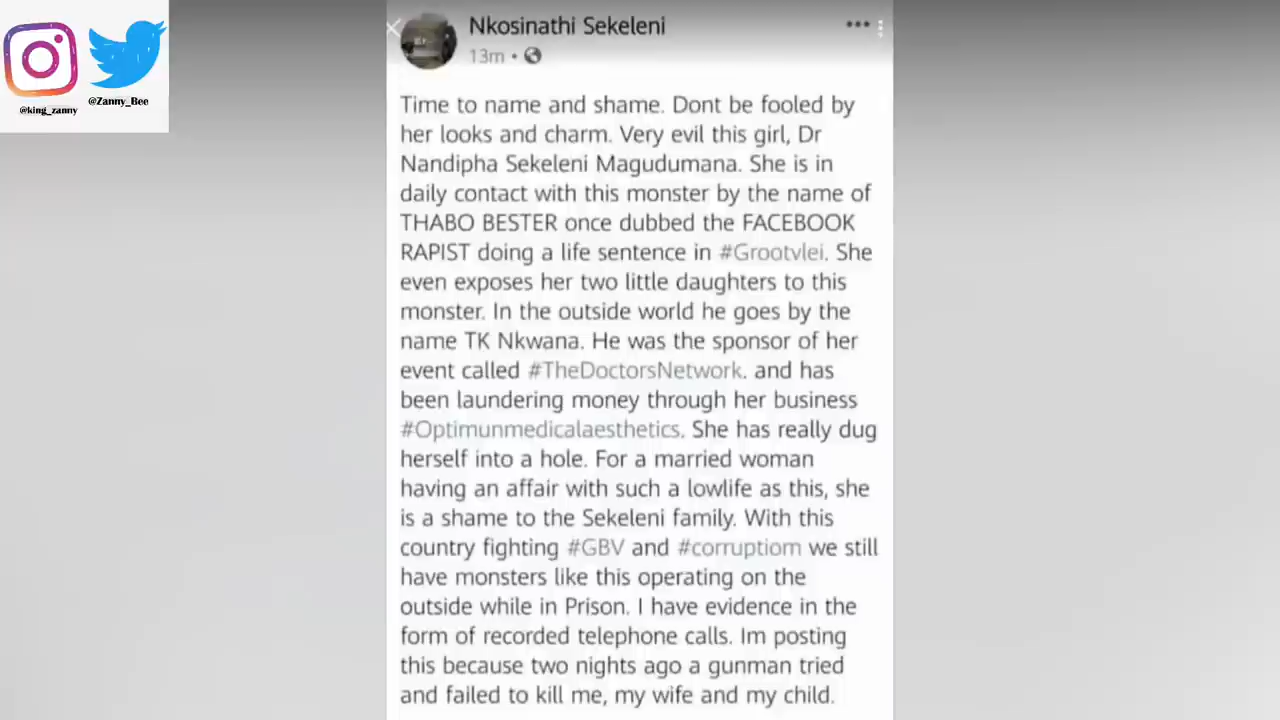 @king_zanny
@Zanny_Bee
Nkosinathi Sekeleni
13m
Time to name and shame. Dont be fooled by
her looks and charm. Very evil this girl, Dr
Nandipha Sekeleni Magudumana. She is in
daily contact with this monster by the name of
THABO BESTER once dubbed the FACEBOOK
RAPIST doing a life sentence in #Grootvlei. She
even exposes her two little daughters to this
monster. In the outside world he goes by the
name TK Nkwana. He was the sponsor of her
event called #TheDoctorsNetwork. and has
been laundering money through her business
#Optimunmedicalaesthetics. She has really dug
herself into a hole. For a married woman
having an affair with such a lowlife as this, she
is a shame to the Sekeleni family. With this
country fighting #GBV and #corruptiom we still
have monsters like this operating on the
outside while in Prison. I have evidence in the
form of recorded telephone calls. Im posting
this because two nights ago a gunman tried
and failed to kill me, my wife and my child.